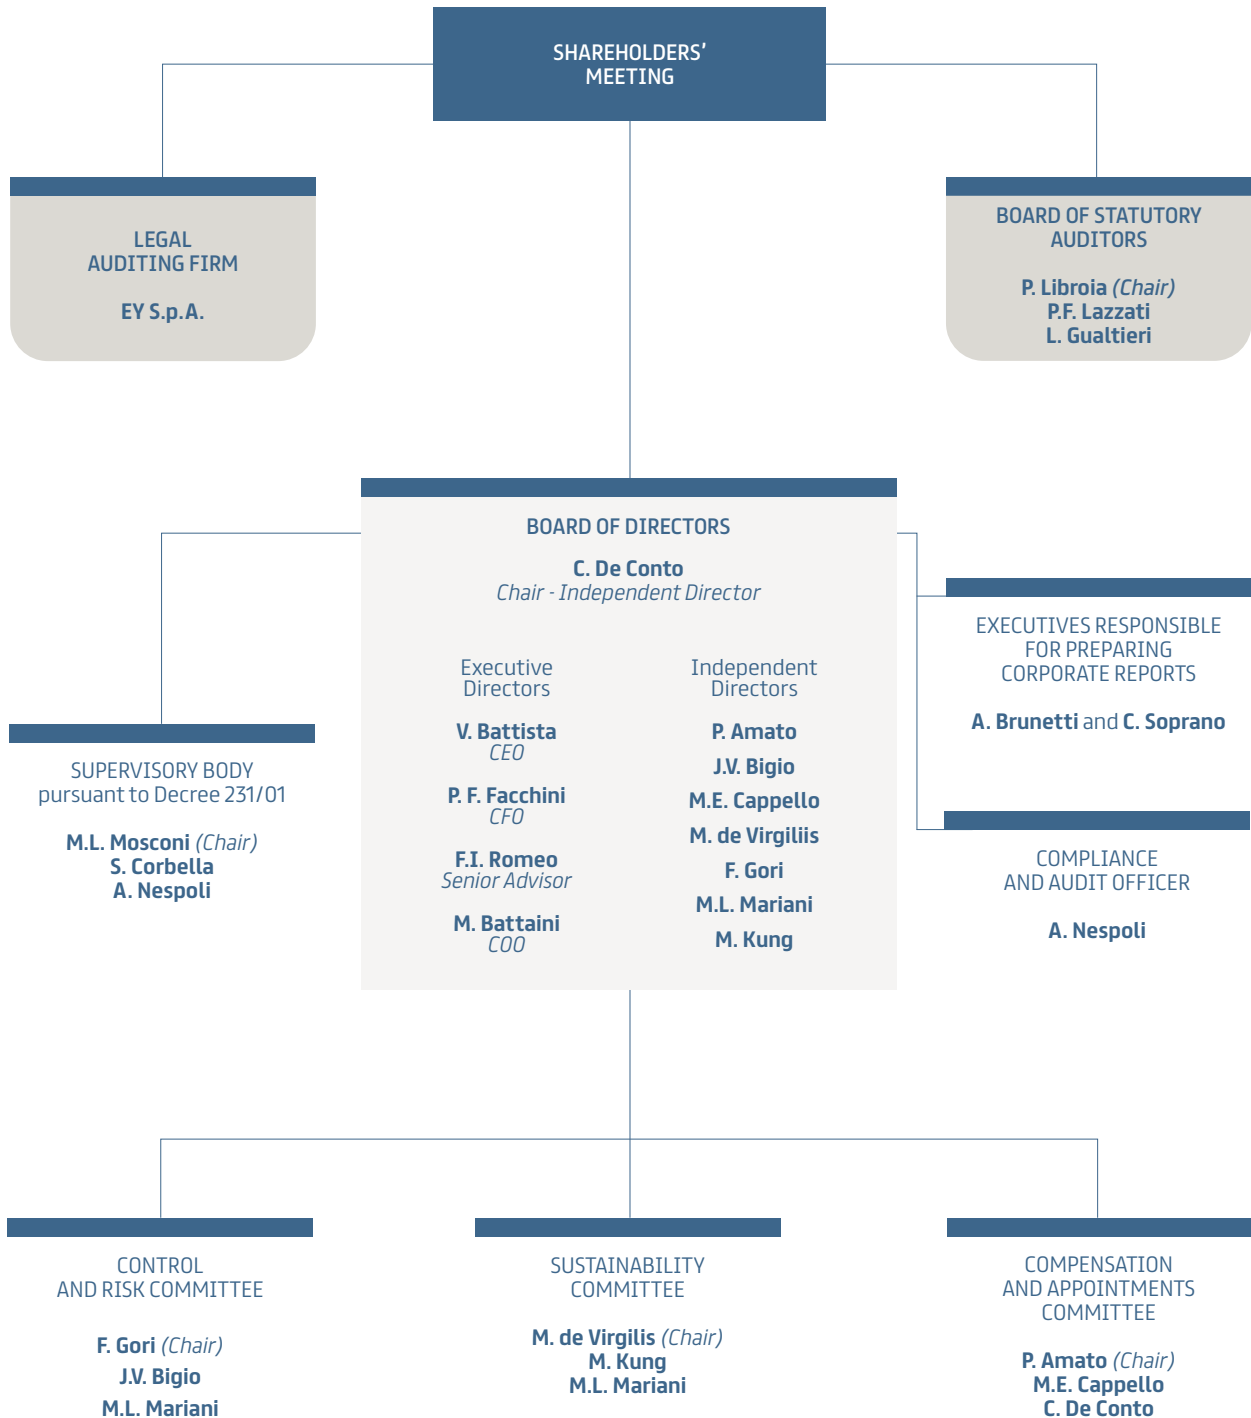 SHAREHOLDERS'
MEETING
LEGAL
AUDITING FIRM
EY S.p.A.
BOARD OF STATUTORY
AUDITORS
P. Libroia (Chair)
P.F. Lazzati
L. Gualtieri
BOARD OF DIRECTORS
C. De Conto
Chair - Independent Director
Executive
Directors
V. Battista
CEO
P. F. Facchini
CFO
F.I. Romeo
Senior Advisor
M. Battaini
COO
Independent
Directors
P. Amato
J.V. Bigio
M.E. Cappello
M. de Virgiliis
F. Gori
M.L. Mariani
M. Kung
EXECUTIVES RESPONSIBLE
FOR PREPARING
CORPORATE REPORTS
A. Brunetti and C. Soprano
SUPERVISORY BODY
pursuant to Decree 231/01
M.L. Mosconi (Chair)
S. Corbella
A. Nespoli
COMPLIANCE
AND AUDIT OFFICER
A. Nespoli
CONTROL
AND RISK COMMITTEE
F. Gori (Chair)
J.V. Bigio
M.L. Mariani
SUSTAINABILITY
COMMITTEE
M. de Virgilis (Chair)
M. Kung
M.L. Mariani
COMPENSATION
AND APPOINTMENTS
COMMITTEE
P. Amato (Chair)
M.E. Cappello
C. De Conto